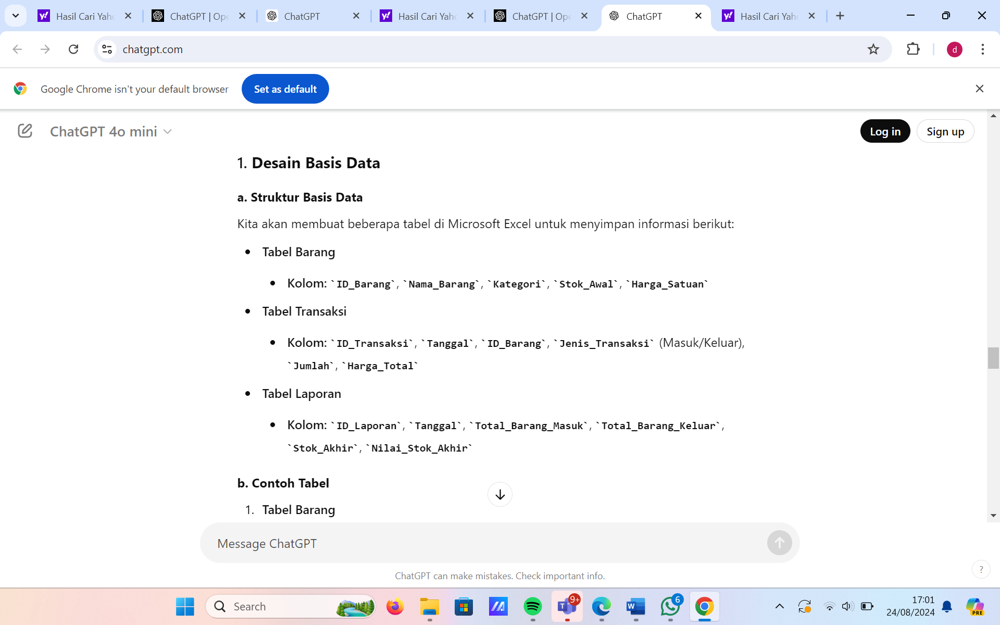 Hasil Cari Yah
ChatGPT | Ope
ChatGPT
Hasil Cari Yah
ChatGPT | Ope
ChatGPT
Hasil Cari Yah
chatgpt.com
d
Google Chrome isn't your default browser
Set as default
ChatGPT 4o mini
Log in
Sign up
1. Desain Basis Data
a. Struktur Basis Data
Kita akan membuat beberapa tabel di Microsoft Excel untuk menyimpan informasi berikut:
• Tabel Barang
• Kolom: `ID_Barang`, `Nama_Barang`, `Kategori`, `Stok_Awal`, `Harga_Satuan`
• Tabel Transaksi
• Kolom: `ID_Transaksi`, `Tanggal`, `ID_Barang`, `Jenis_Transaksi` (Masuk/Keluar),
`Jumlah`, `Harga_Total`
• Tabel Laporan
• Kolom: `ID_Laporan`, `Tanggal`, `Total_Barang_Masuk`, `Total_Barang_Keluar`,
`Stok_Akhir`, `Nilai_Stok_Akhir`
b. Contoh Tabel
1. Tabel Barang
Message ChatGPT
ChatGPT can make mistakes. Check important info.
?
Search
9+
6
17:01
24/08/2024
PRE